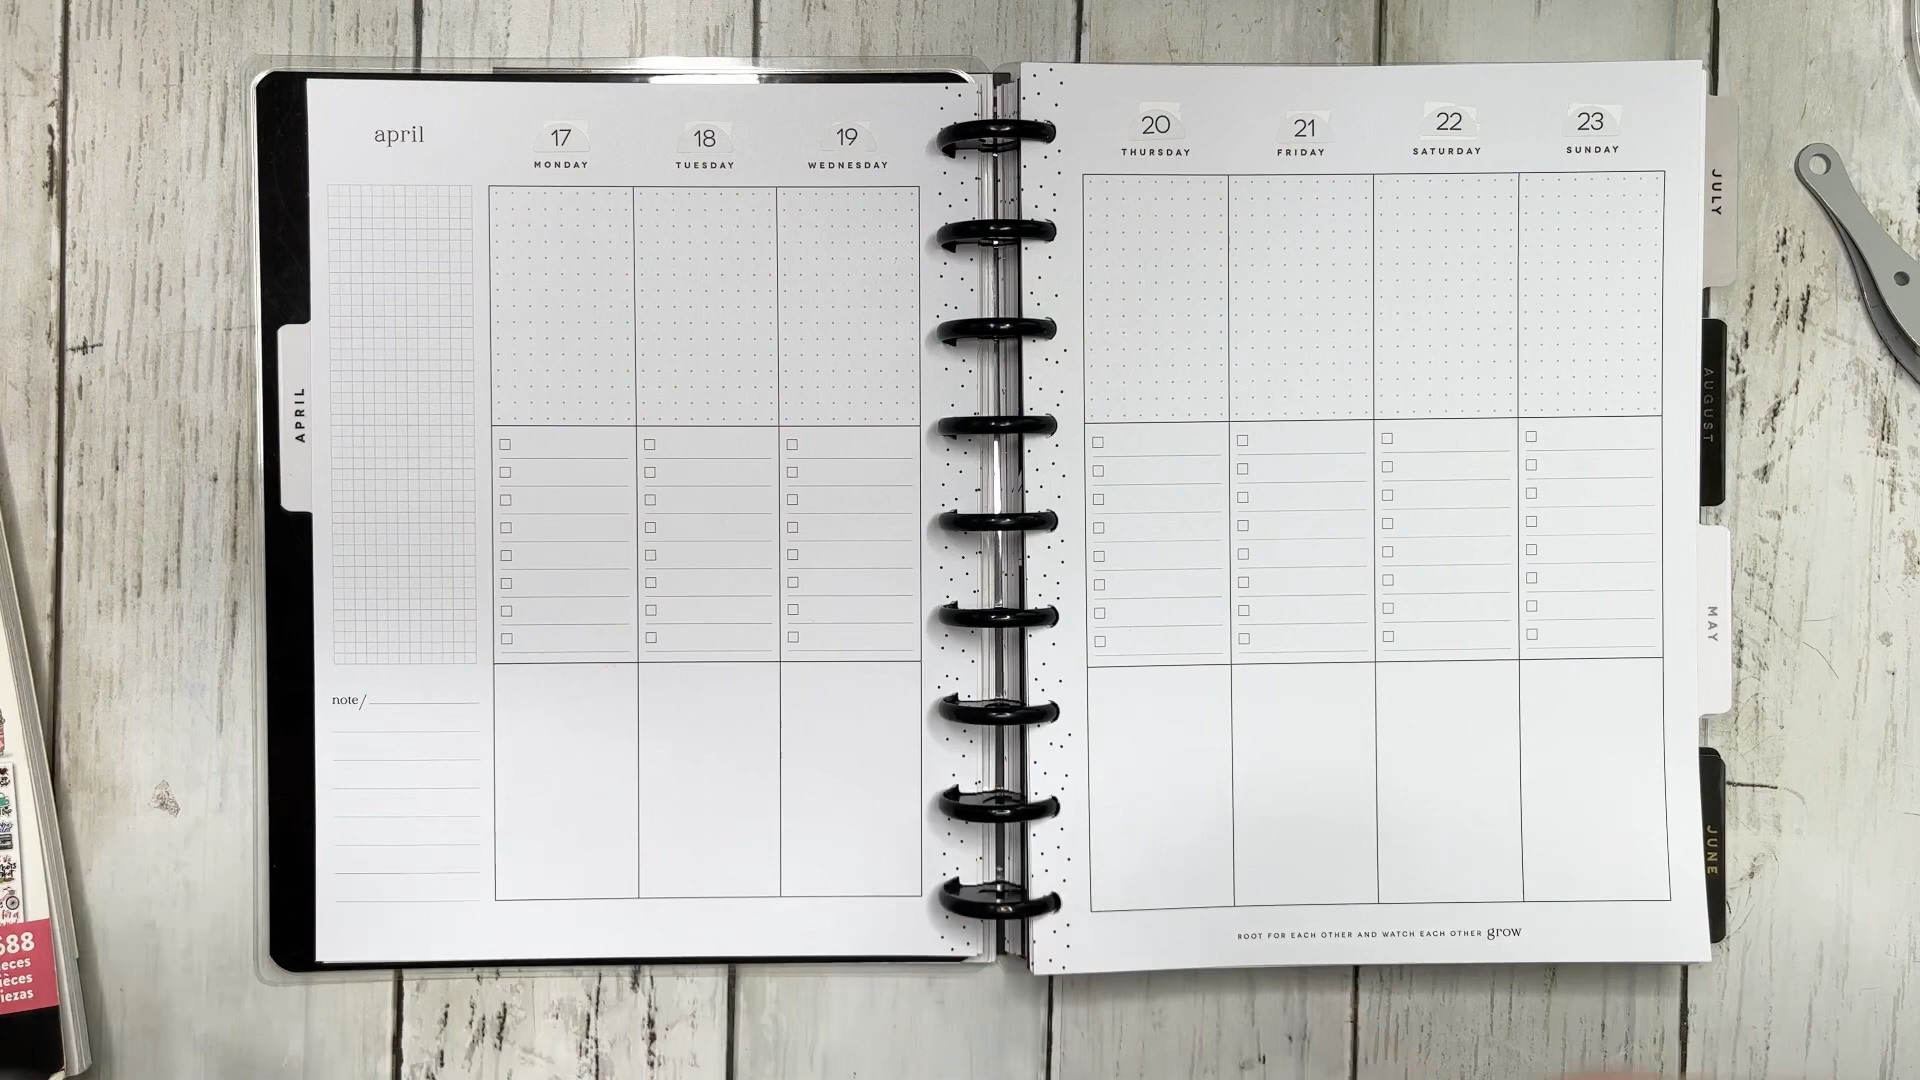 april
17
MONDAY
18
TUESDAY
19
WEDNESDAY
20
THURSDAY
21
FRIDAY
22
SATURDAY
23
SUNDAY
APRIL
note/
JULY
AUGUST
MAY
JUNE
ROOT FOR EACH OTHER AND WATCH EACH OTHER grow
688
eces
ièces
iezas